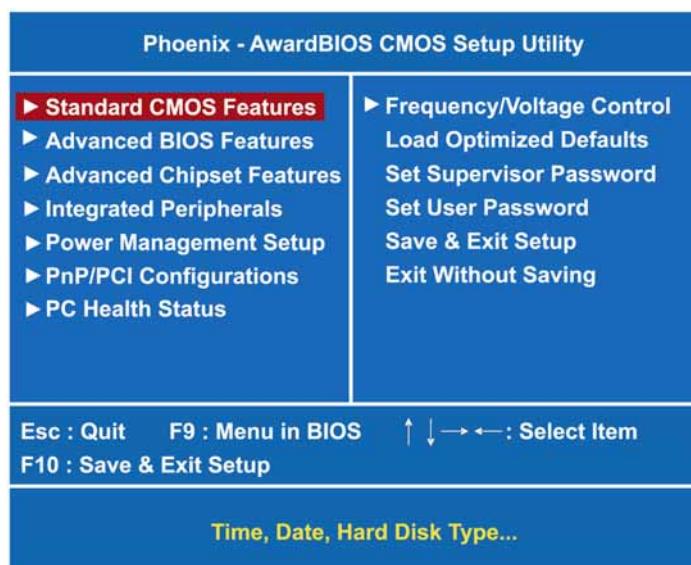 Phoenix - AwardBIOS CMOS Setup Utility
► Standard CMOS Features
► Advanced BIOS Features
► Advanced Chipset Features
► Integrated Peripherals
► Power Management Setup
► PnP/PCI Configurations
► PC Health Status
► Frequency/Voltage Control
Load Optimized Defaults
Set Supervisor Password
Set User Password
Save & Exit Setup
Exit Without Saving
Esc : Quit F9 : Menu in BIOS ↑ ↓ → ← : Select Item
F10 : Save & Exit Setup
Time, Date, Hard Disk Type...